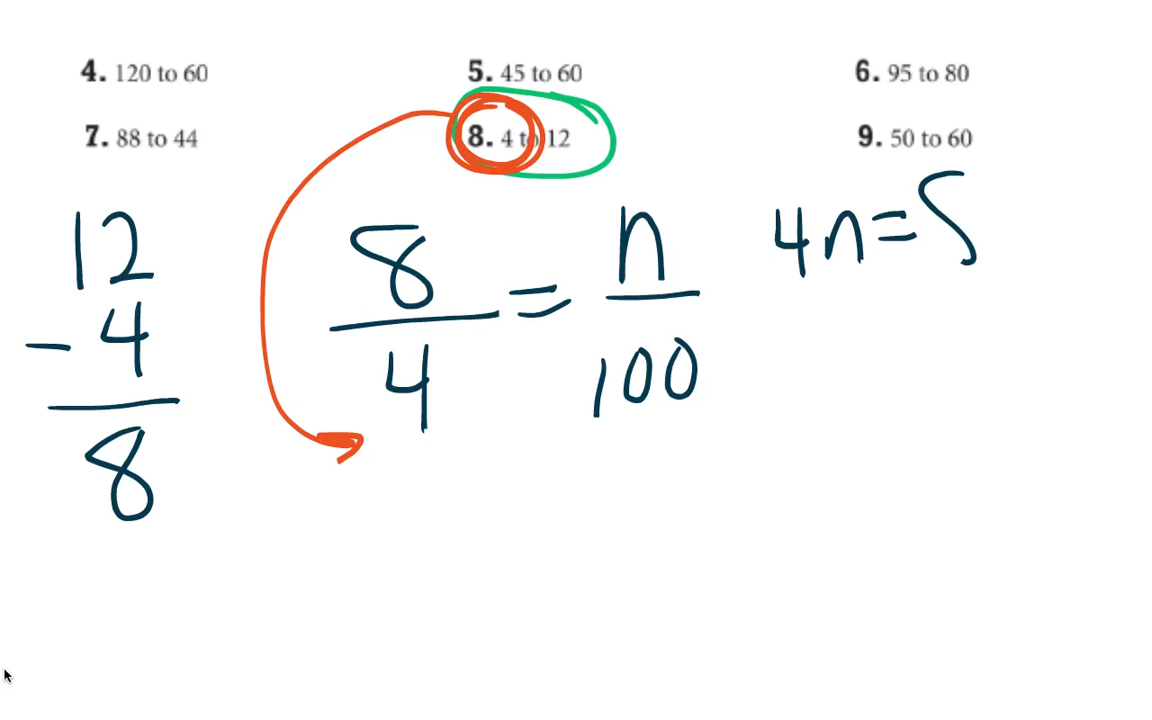 4. 120 to 60
5. 45 to 60
6. 95 to 80
7. 88 to 44
8. 4 to 12
9. 50 to 60
12
- 4
8
8/4 = n/100
4n=